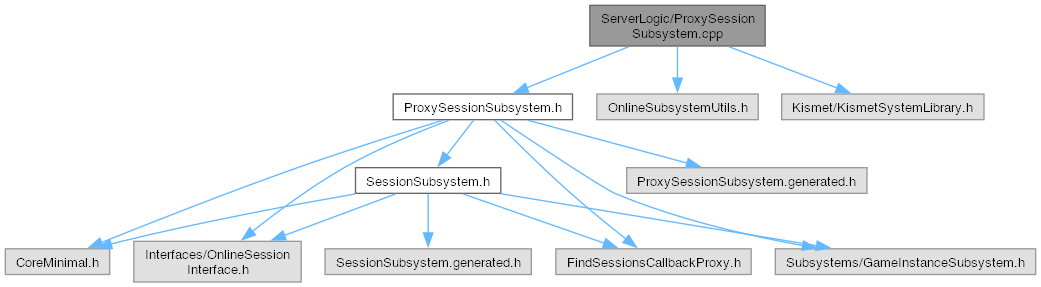 ServerLogic/ProxySession
Subsystem.cpp
ProxySessionSubsystem.h
OnlineSubsystemUtils.h
Kismet/KismetSystemLibrary.h
SessionSubsystem.h
ProxySessionSubsystem.generated.h
CoreMinimal.h
Interfaces/OnlineSession
Interface.h
SessionSubsystem.generated.h
FindSessionsCallbackProxy.h
Subsystems/GameInstanceSubsystem.h